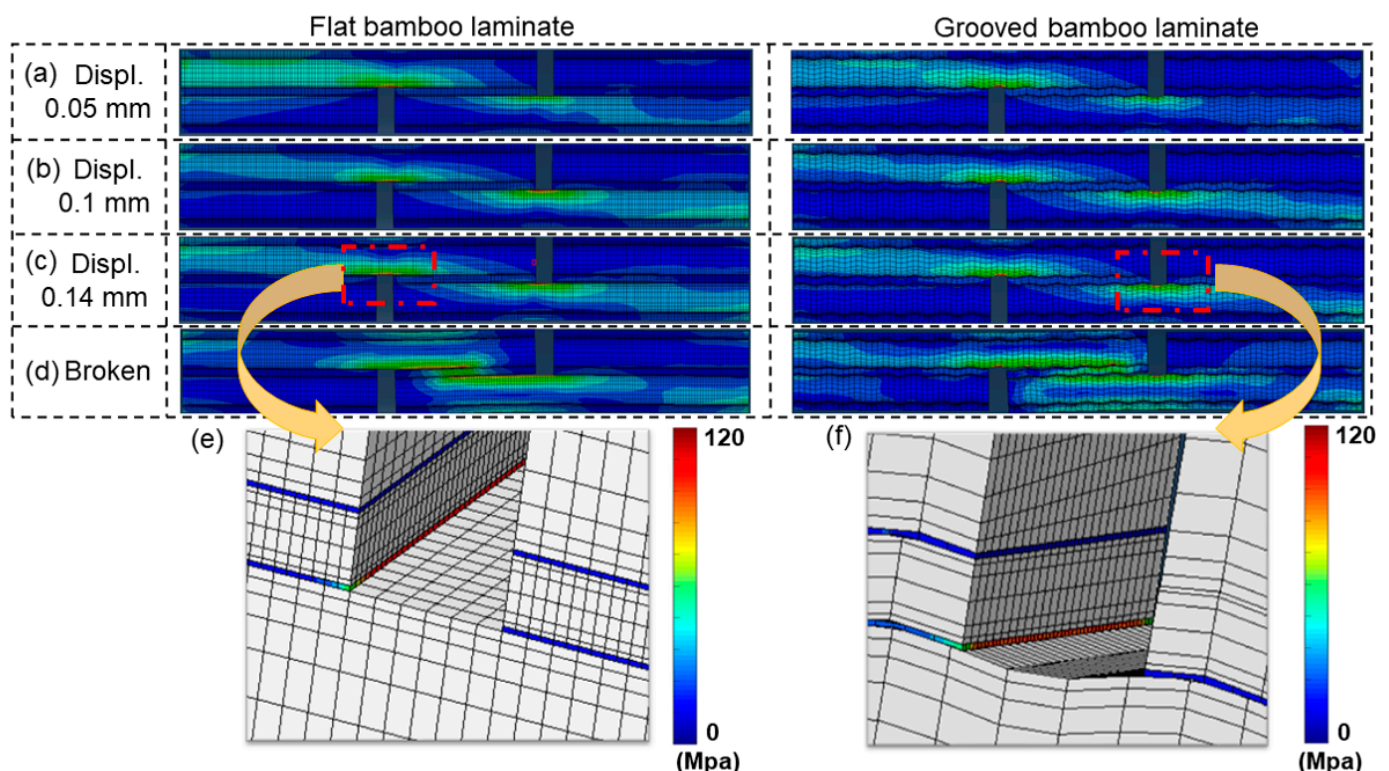 Flat bamboo laminate
Grooved bamboo laminate
(a) Displ.
0.05 mm
(b) Displ.
0.1 mm
(c) Displ.
0.14 mm
(d) Broken
(e)
120
0
(Mpa)
(f)
120
0
(Mpa)